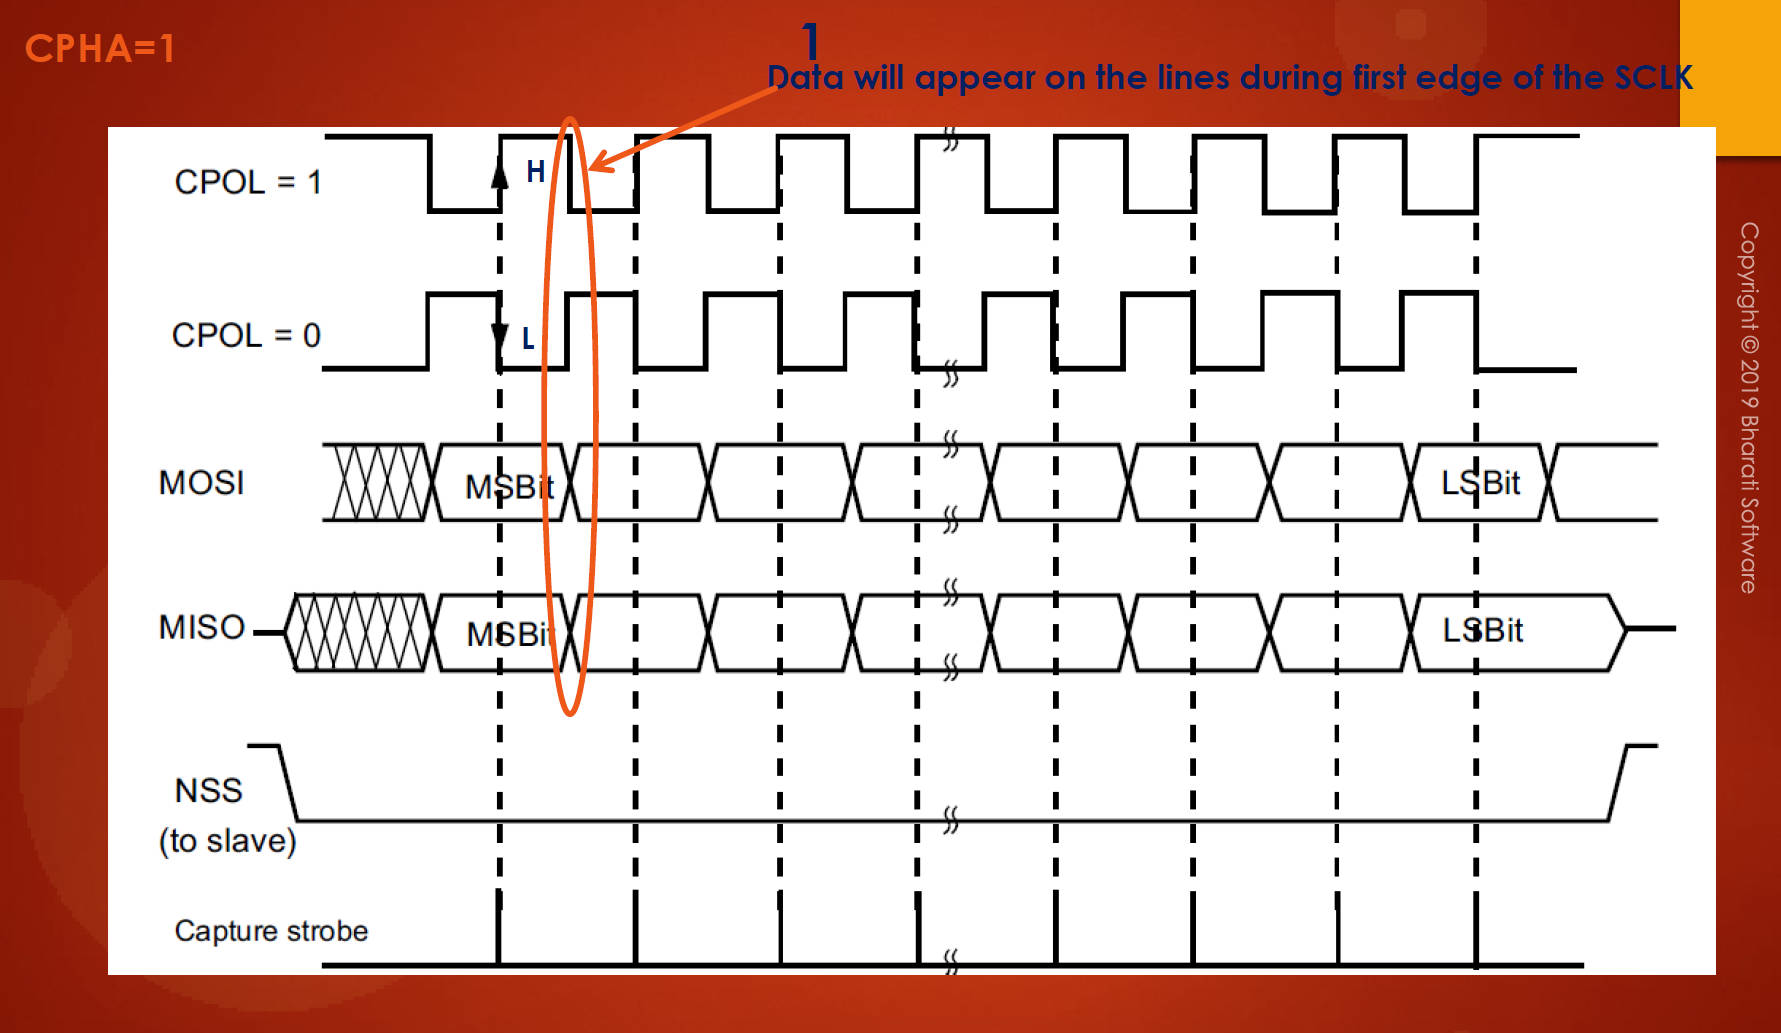 CPHA=1
1
Data will appear on the lines during first edge of the SCLK
CPOL = 1
H
CPOL = 0
L
MOSI
MSBit
LSBit
MISO
MSBit
LSBit
NSS
(to slave)
Capture strobe
Copyright © 2019 Bharati Software